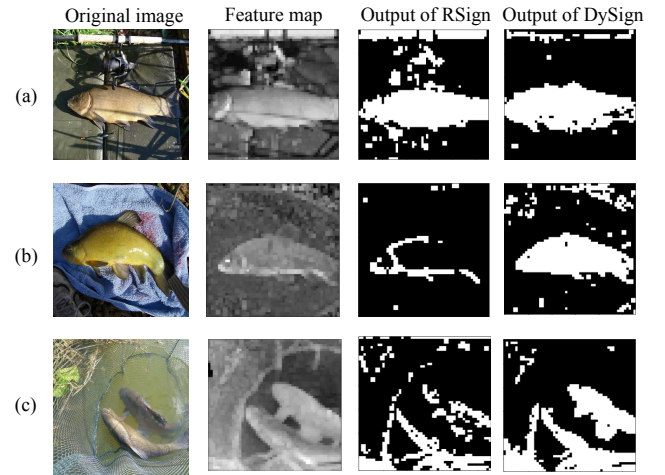 Original image Feature map Output of RSign Output of DySign
(a)
(b)
(c)